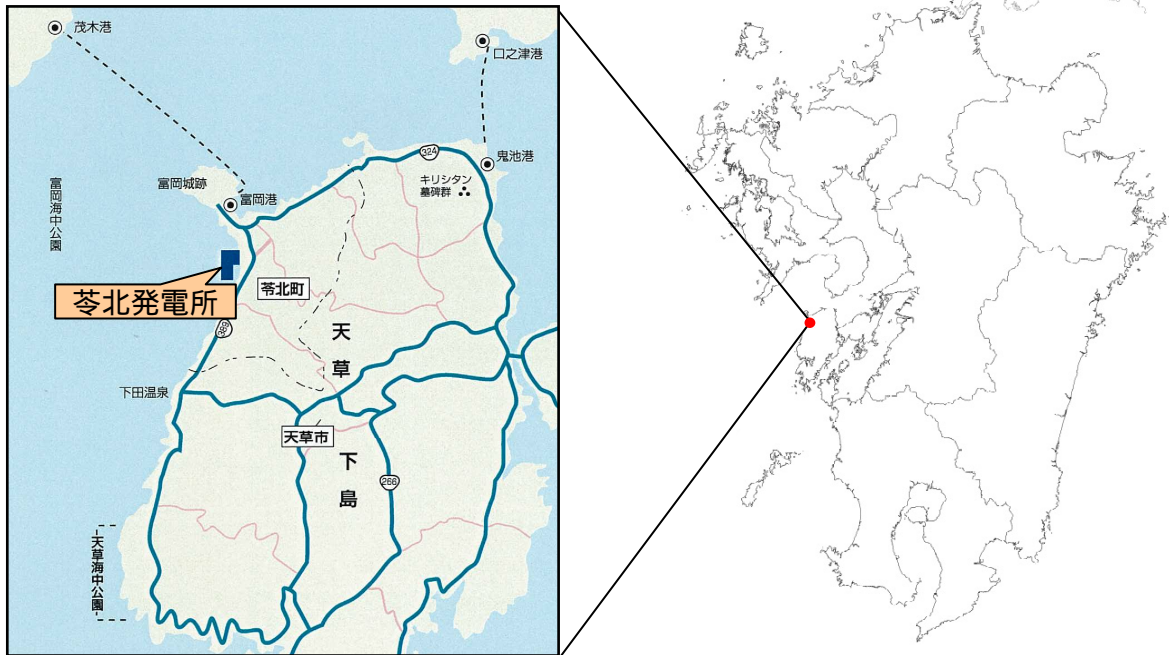 茂木港
口之津港
324
鬼池港
キリシタン
墓碑群
富岡城跡
富岡港
富岡海中公園
苓北発電所
苓北町
389
天草
下田温泉
天草市
下島
266
天草海中公園